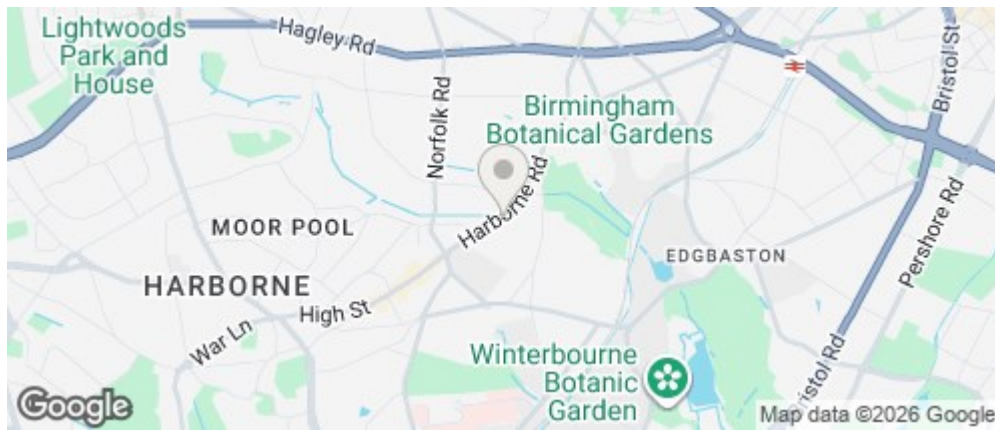 Lightwoods
Park and
House
Hagley Rd
Bristol St
Norfolk Rd
Birmingham
Botanical Gardens
Harborne Rd
MOOR POOL
Pershore Rd
EDGBASTON
HARBORNE
High St
War Ln
Winterbourne
Botanic
Garden
Bristol Rd
Google
Map data ©2026 Google